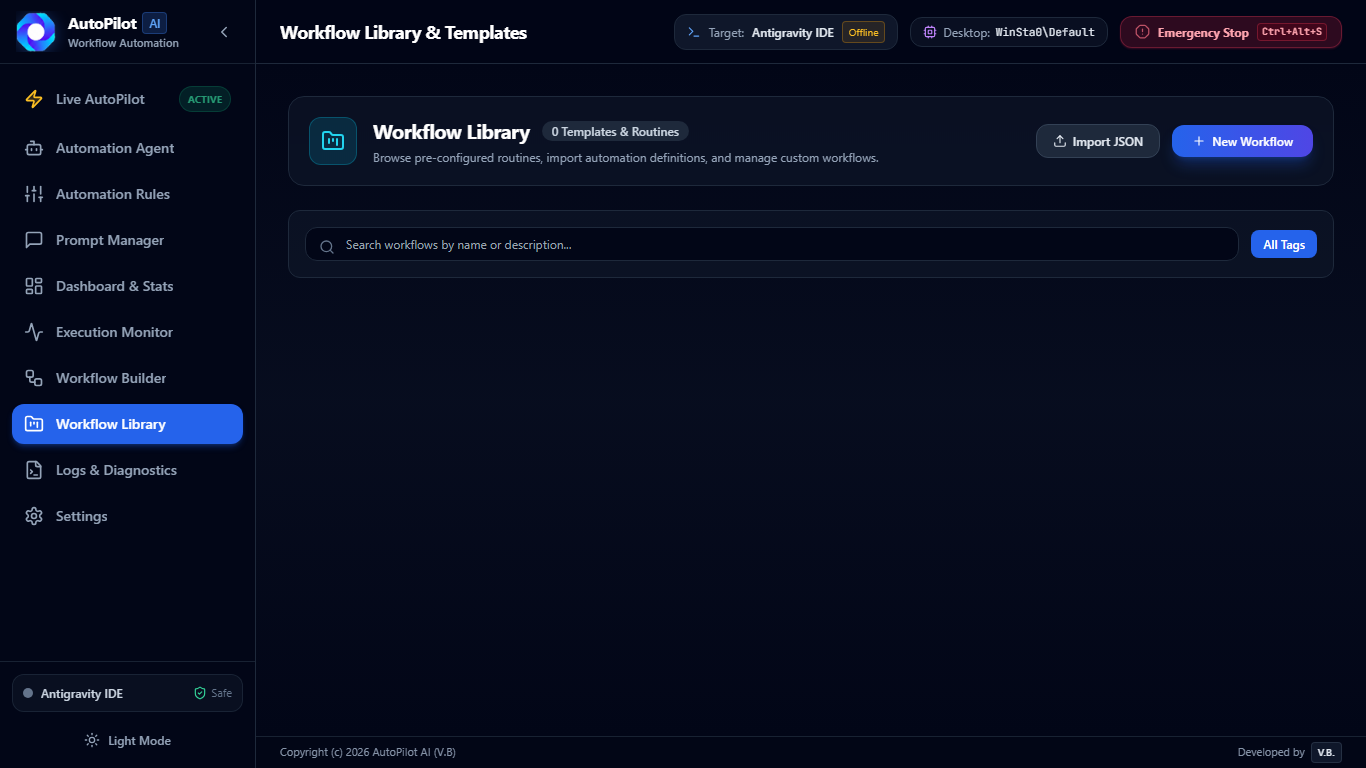 AutoPilot AI
Workflow Automation
Live AutoPilot ACTIVE
Automation Agent
Automation Rules
Prompt Manager
Dashboard & Stats
Execution Monitor
Workflow Builder
Workflow Library
Logs & Diagnostics
Settings
Antigravity IDE Safe
Light Mode
Workflow Library & Templates
Target: Antigravity IDE Offline
Desktop: WinSta0\Default
Emergency Stop Ctrl+Alt+S
Workflow Library 0 Templates & Routines
Browse pre-configured routines, import automation definitions, and manage custom workflows.
Import JSON
New Workflow
Search workflows by name or description...
All Tags
Copyright (c) 2026 AutoPilot AI (V.B)
Developed by V.B.